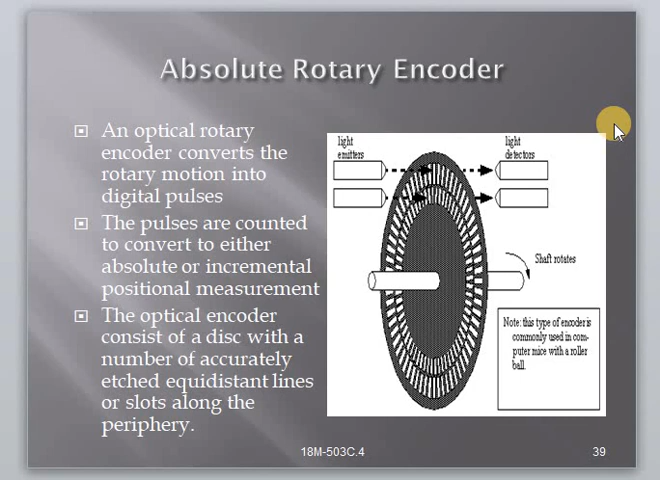 Absolute Rotary Encoder
An optical rotary
encoder converts the
rotary motion into
digital pulses
The pulses are counted
to convert to either
absolute or incremental
positional measurement
The optical encoder
consist of a disc with a
number of accurately
etched equidistant lines
or slots along the
periphery.
light
emitters
light
detectors
Shaft rotates
Note: this type of encoder is
commonly used in com-
puter mice with a roller
ball.
18M-503C.4
39